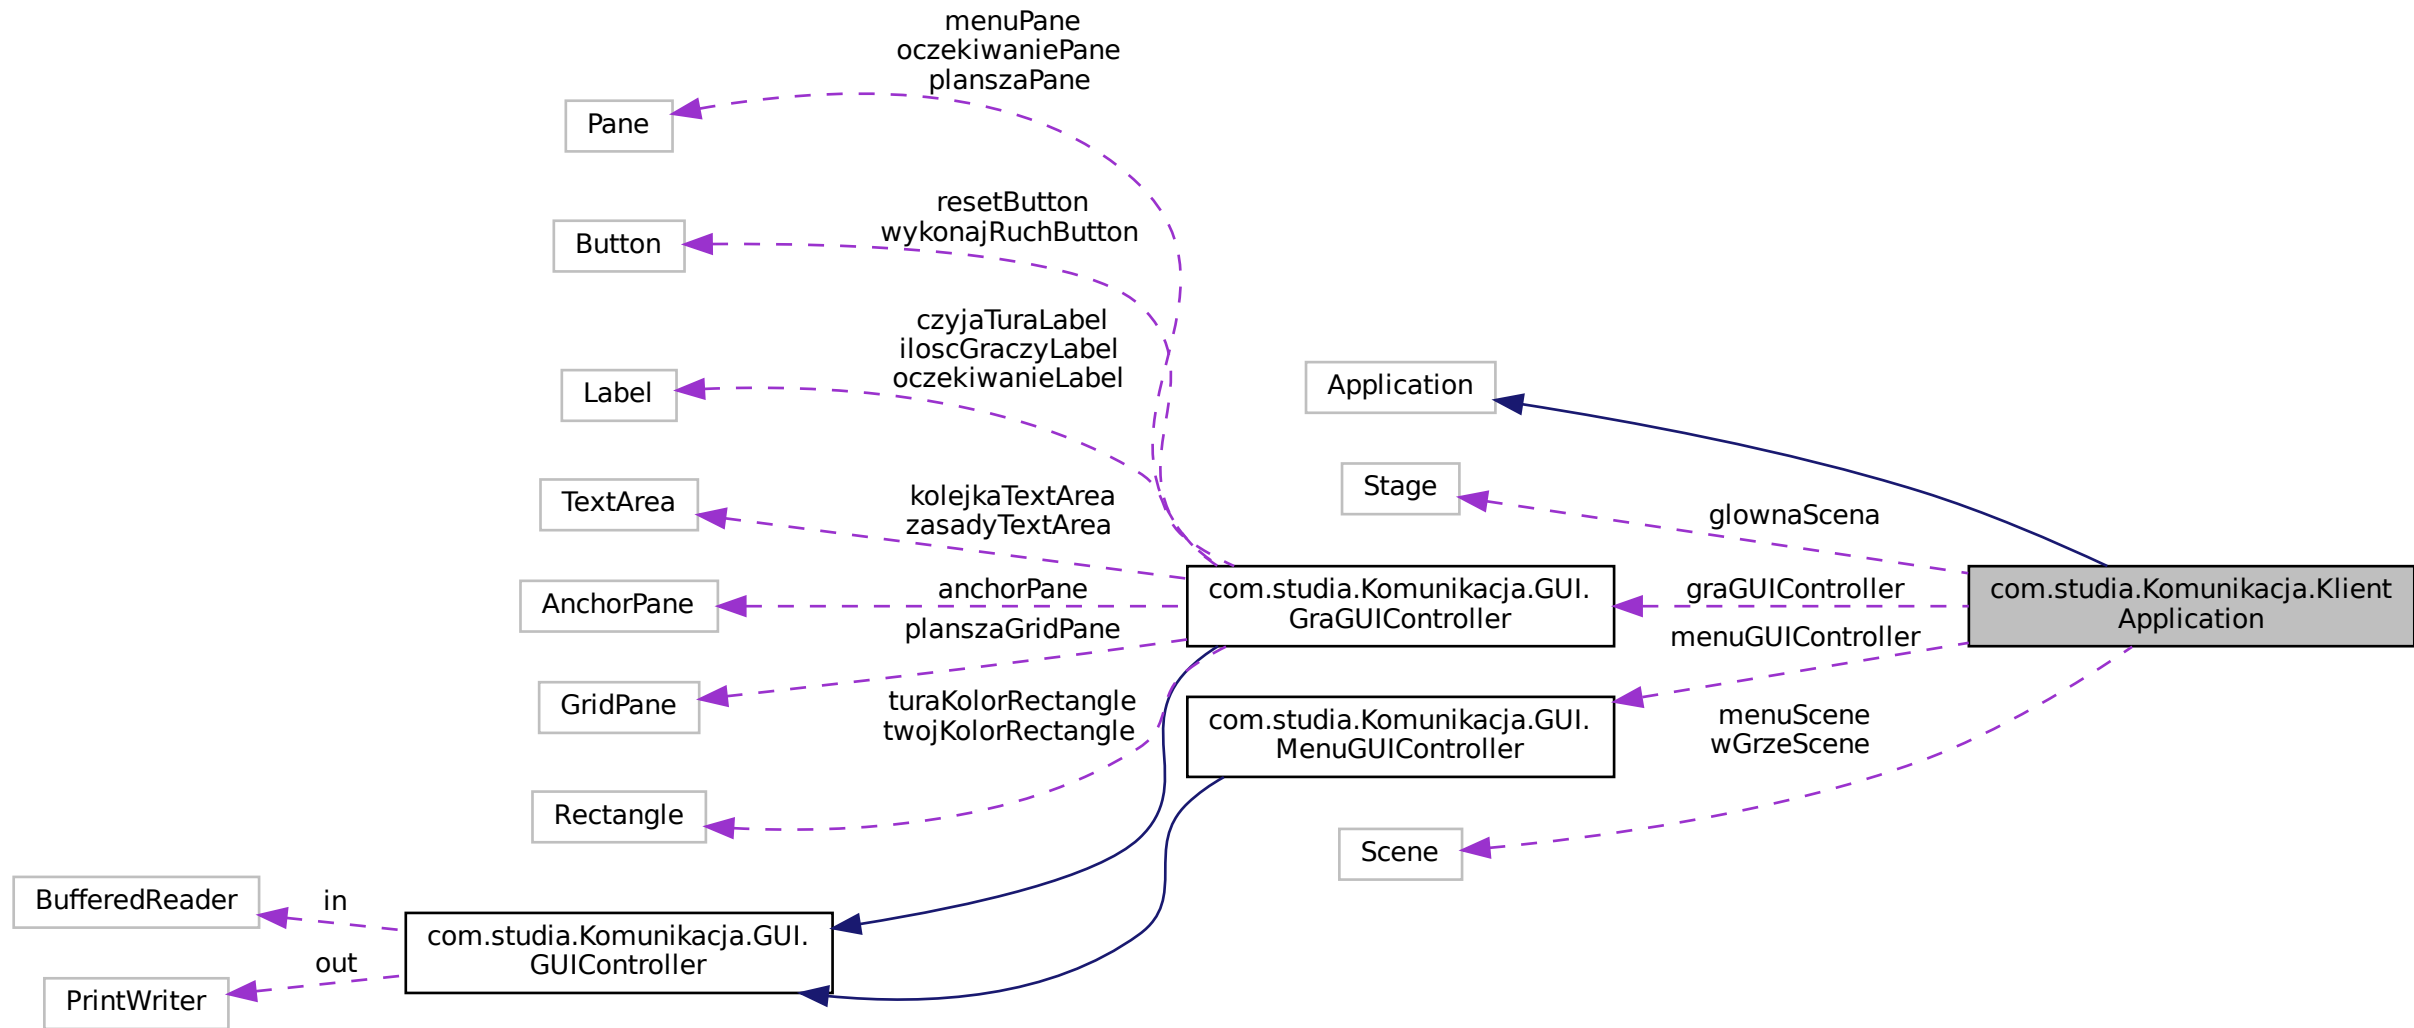 menuPane
oczekiwaniePane
planszaPane
Pane
resetButton
wykonajRuchButton
Button
czyjaTuraLabel
iloscGraczyLabel
oczekiwanieLabel
Label
Application
Stage
glownaScena
kolejkaTextArea
zasadyTextArea
TextArea
anchorPane
AnchorPane
com.studia.Komunikacja.GUI.
GraGUIController
graGUIController
com.studia.Komunikacja.Klient
Application
planszaGridPane
GridPane
menuGUIController
turaKolorRectangle
twojKolorRectangle
Rectangle
com.studia.Komunikacja.GUI.
MenuGUIController
menuScene
wGrzeScene
Scene
BufferedReader
in
com.studia.Komunikacja.GUI.
GUIController
out
PrintWriter